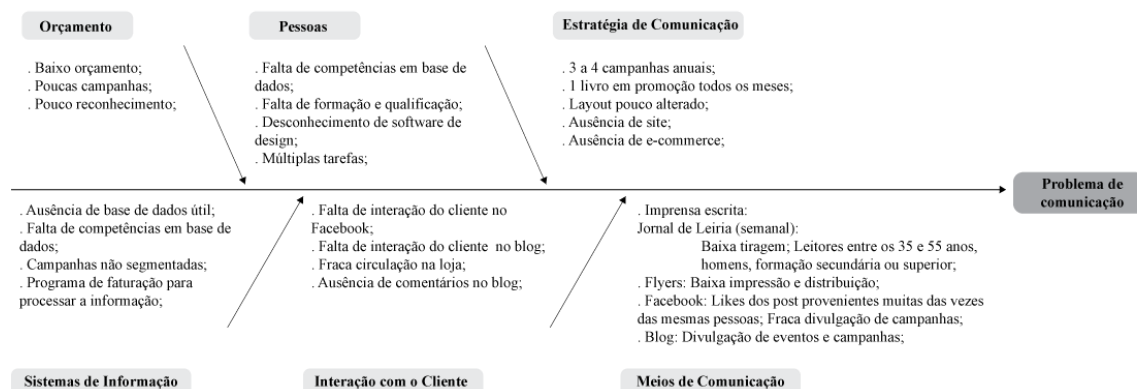 Orçamento
. Baixo orçamento;
. Poucas campanhas;
. Pouco reconhecimento;
Pessoas
. Falta de competências em base de
dados;
. Falta de formação e qualificação;
. Desconhecimento de software de
design;
. Múltiplas tarefas;
Estratégia de Comunicação
. 3 a 4 campanhas anuais;
. 1 livro em promoção todos os meses;
. Layout pouco alterado;
. Ausência de site;
. Ausência de e-commerce;
Problema de
comunicação
. Ausência de base de dados útil;
. Falta de competências em base de
dados;
. Campanhas não segmentadas;
. Programa de faturação para
processar a informação;
Sistemas de Informação
. Falta de interação do cliente no
Facebook;
. Falta de interação do cliente no blog;
. Fraca circulação na loja;
. Ausência de comentários no blog;
Interação com o Cliente
. Imprensa escrita:
Jornal de Leiria (semanal):
Baixa tiragem; Leitores entre os 35 e 55 anos,
homens, formação secundária ou superior;
. Flyers: Baixa impressão e distribuição;
. Facebook: Likes dos post provenientes muitas das vezes
das mesmas pessoas; Fraca divulgação de campanhas;
. Blog: Divulgação de eventos e campanhas;
Meios de Comunicação